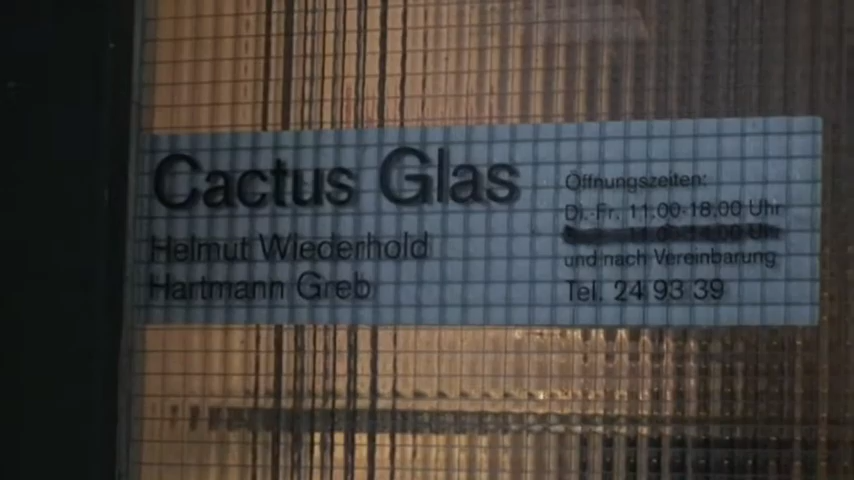 Cactus Glas
Helmut Wiederhold
Hartmann Greb
Öffnungszeiten:
Di.-Fr. 11.00-18.00 Uhr
Uhr
und nach Vereinbarung
Tel. 24 93 39